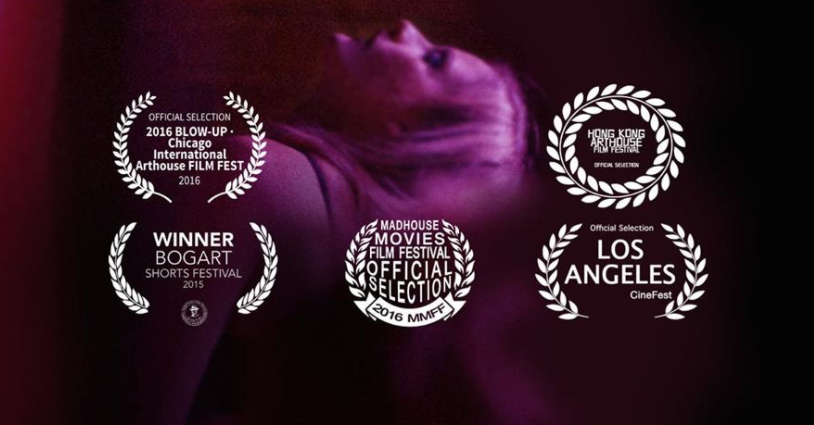 OFFICIAL SELECTION
2016 BLOW-UP ·
Chicago
International
Arthouse FILM FEST
2016
HONG KONG
ARTHOUSE
FILM FESTIVAL
OFFICIAL SELECTION
WINNER
BOGART
SHORTS FESTIVAL
2015
MADHOUSE
MOVIES
FILM FESTIVAL
OFFICIAL
SELECTION
2016 MMFF
Official Selection
LOS
ANGELES
CineFest